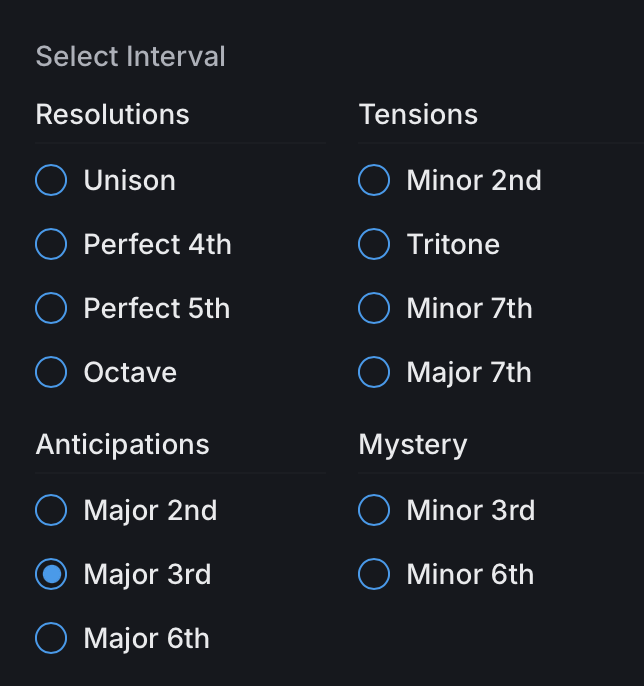 Select Interval
Resolutions
Unison
Perfect 4th
Perfect 5th
Octave
Tensions
Minor 2nd
Tritone
Minor 7th
Major 7th
Anticipations
Major 2nd
Major 3rd
Major 6th
Mystery
Minor 3rd
Minor 6th